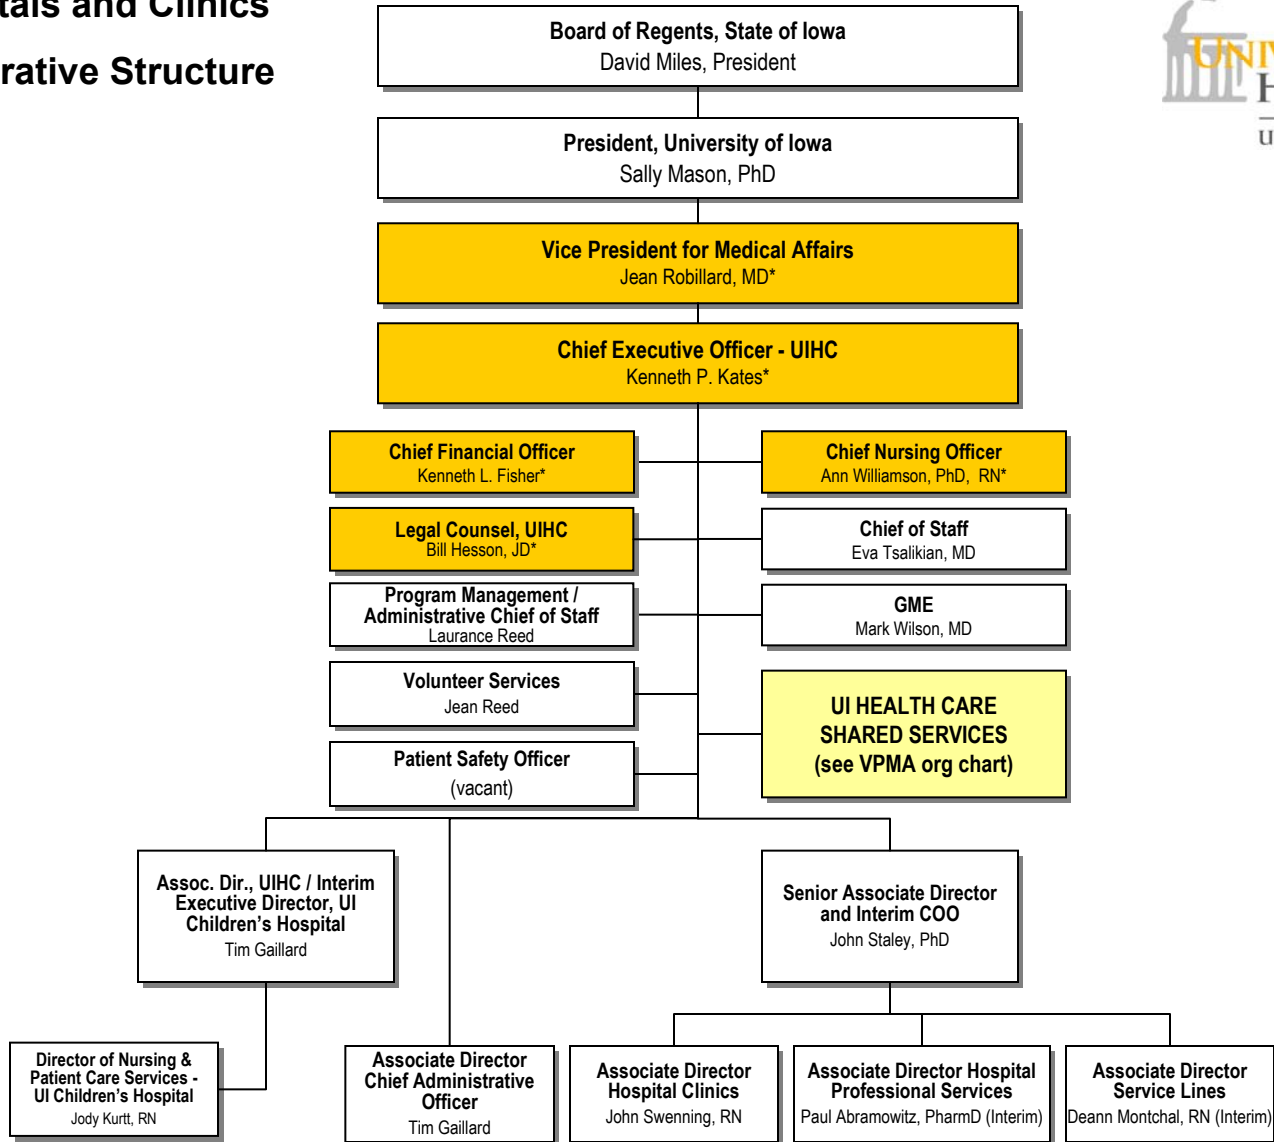 tals and Clinics
rative Structure
UNIV
H
u
Board of Regents, State of Iowa
David Miles, President
President, University of Iowa
Sally Mason, PhD
Vice President for Medical Affairs
Jean Robillard, MD*
Chief Executive Officer - UIHC
Kenneth P. Kates*
Chief Financial Officer
Kenneth L. Fisher*
Chief Nursing Officer
Ann Williamson, PhD, RN*
Legal Counsel, UIHC
Bill Hesson, JD*
Chief of Staff
Eva Tsalikian, MD
Program Management /
Administrative Chief of Staff
Laurance Reed
GME
Mark Wilson, MD
Volunteer Services
Jean Reed
UI HEALTH CARE
SHARED SERVICES
(see VPMA org chart)
Patient Safety Officer
(vacant)
Assoc. Dir., UIHC / Interim
Executive Director, UI
Children's Hospital
Tim Gaillard
Senior Associate Director
and Interim COO
John Staley, PhD
Director of Nursing &
Patient Care Services -
UI Children's Hospital
Jody Kurtt, RN
Associate Director
Chief Administrative
Officer
Tim Gaillard
Associate Director
Hospital Clinics
John Swenning, RN
Associate Director Hospital
Professional Services
Paul Abramowitz, PharmD (Interim)
Associate Director
Service Lines
Deann Montchal, RN (Interim)